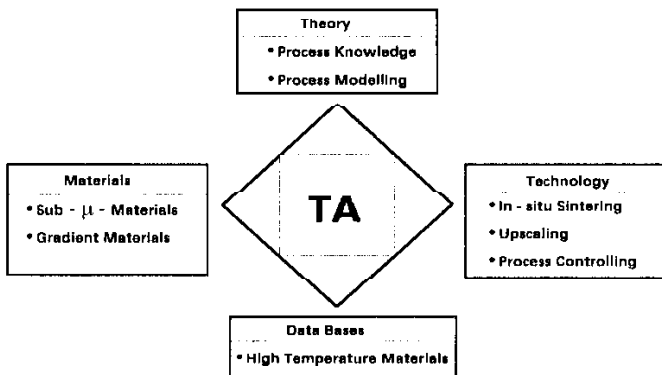 Theory
• Process Knowledge
• Process Modelling
Materials
• Sub - μ - Materials
• Gradient Materials
TA
Technology
• In - situ Sintering
• Upscaling
• Process Controlling
Data Bases
• High Temperature Materials